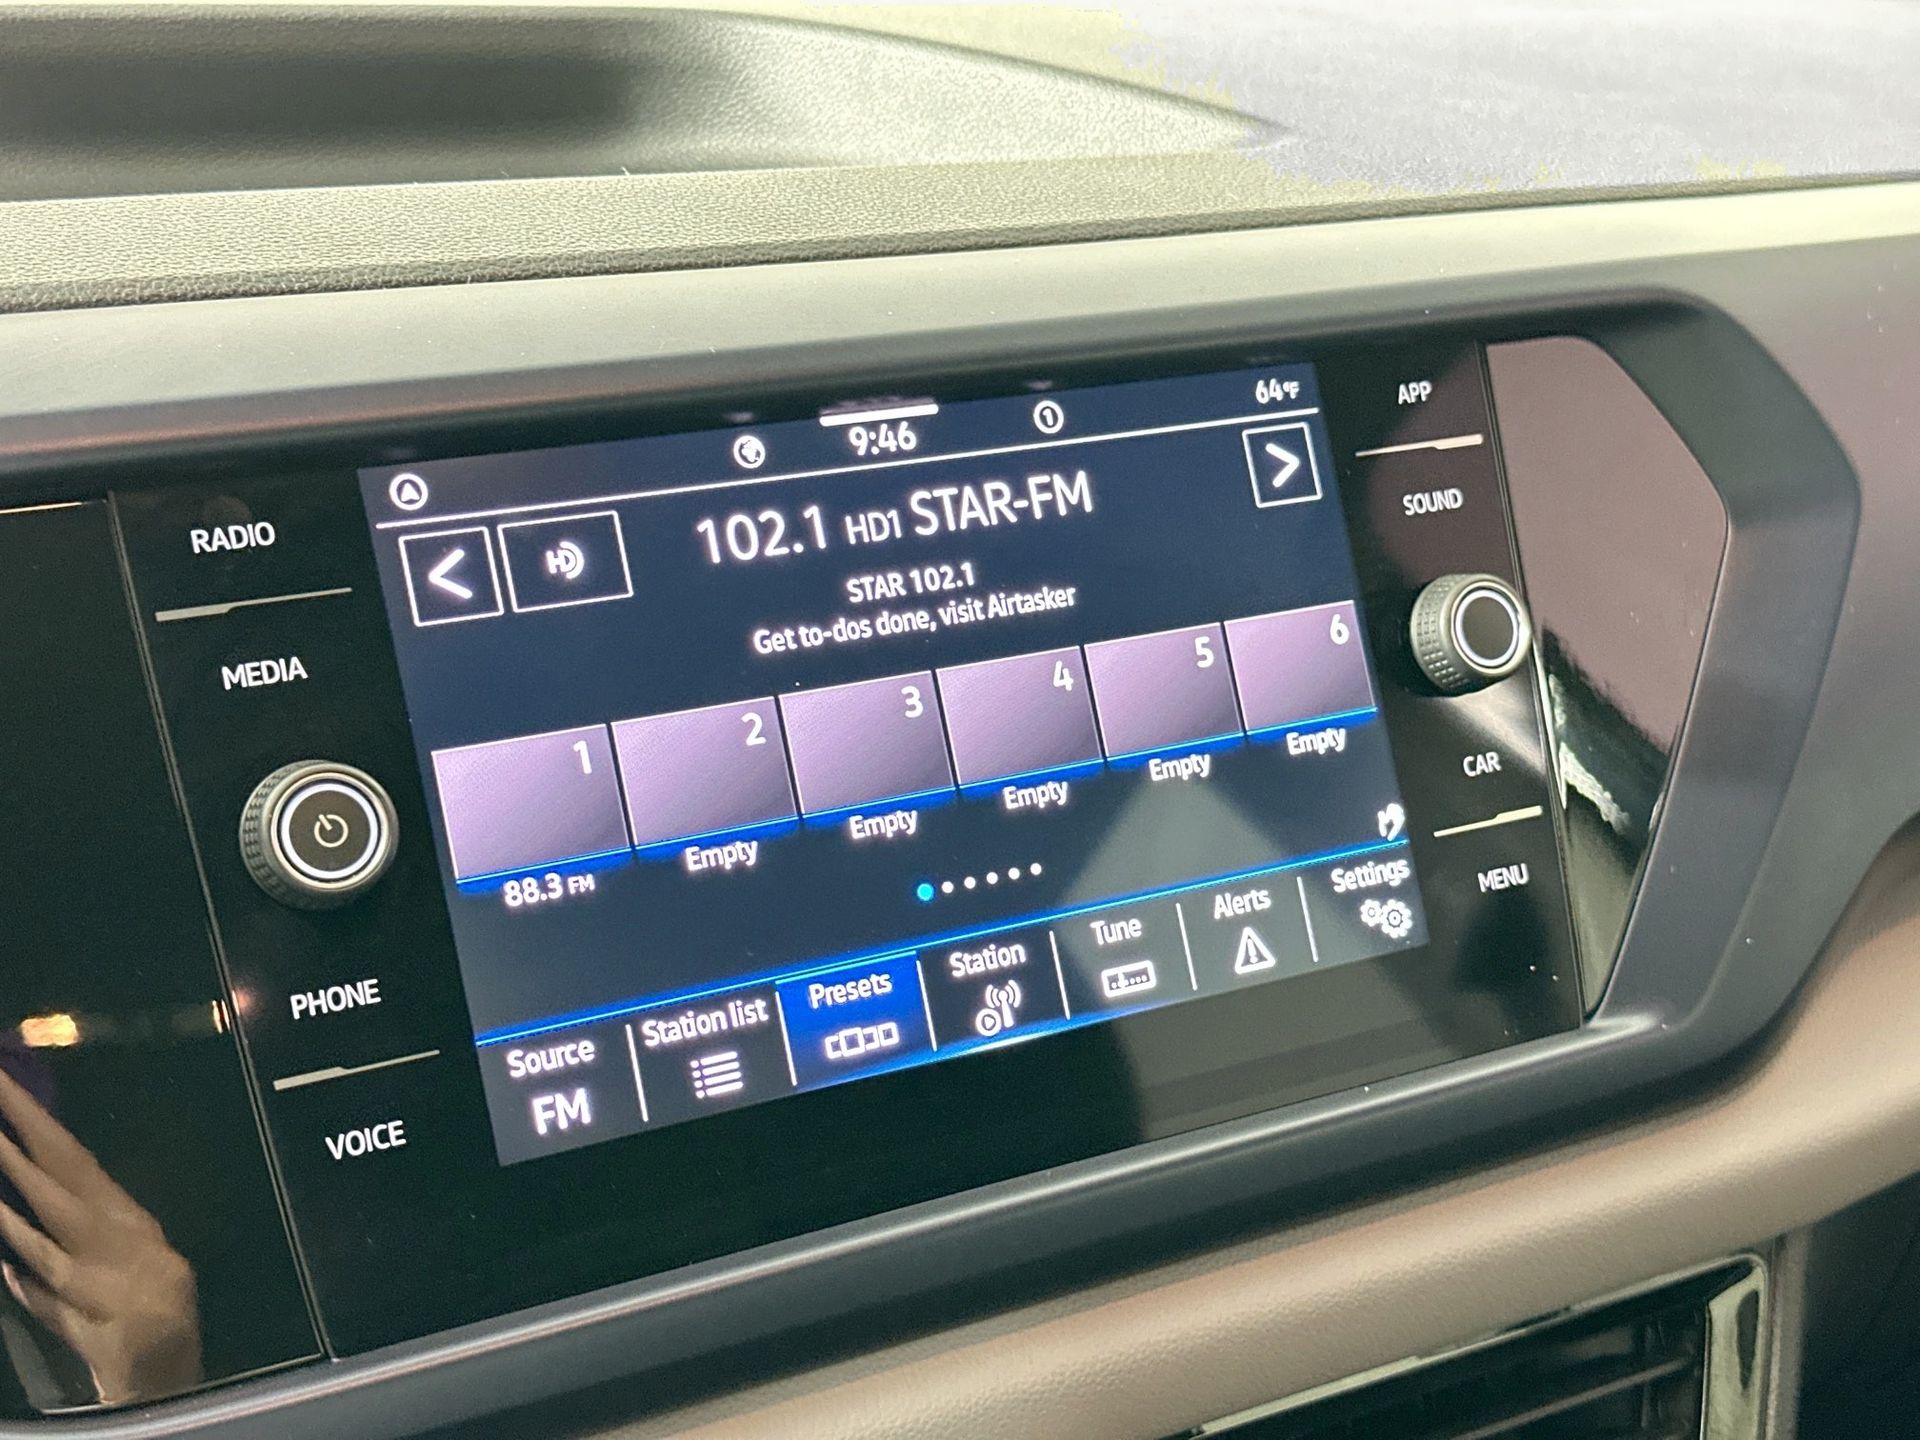 64°F
9:46
1
102.1 HD1 STAR-FM
HD
STAR 102.1
Get to-dos done, visit Airtasker
1
2
3
4
5
6
88.3 FM
Empty
Empty
Empty
Empty
Empty
Source
FM
Station list
Presets
Station
Tune
Alerts
Settings
RADIO
MEDIA
PHONE
VOICE
APP
SOUND
CAR
MENU